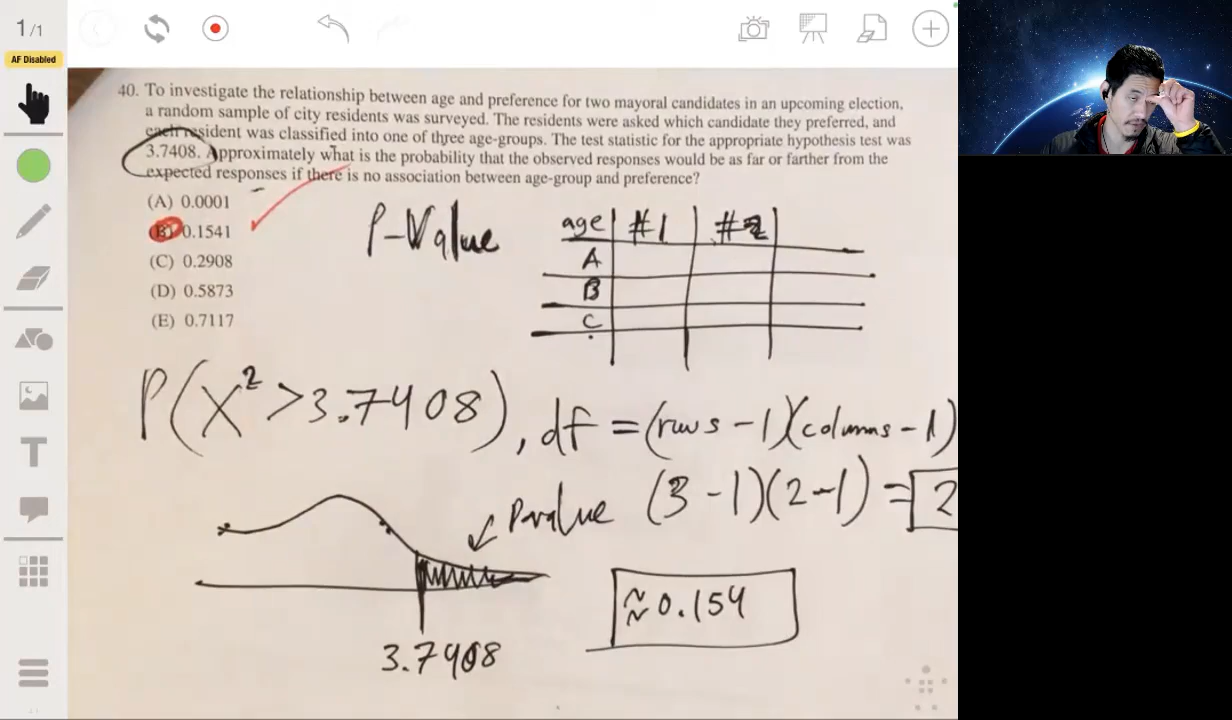 1/1
AF Disabled
40. To investigate the relationship between age and preference for two mayoral candidates in an upcoming election,
a random sample of city residents was surveyed. The residents were asked which candidate they preferred, and
each resident was classified into one of three age-groups. The test statistic for the appropriate hypothesis test was
3.7408. Approximately what is the probability that the observed responses would be as far or farther from the
expected responses if there is no association between age-group and preference?
(A) 0.0001
(B) 0.1541
(C) 0.2908
(D) 0.5873
(E) 0.7117
P-Value
age #1 #2
A
B
C
P(X² > 3.7408), df = (rows - 1)(columns - 1)
(3 - 1)(2 - 1) = 2
P-value
3.7408
≈ 0.154
T